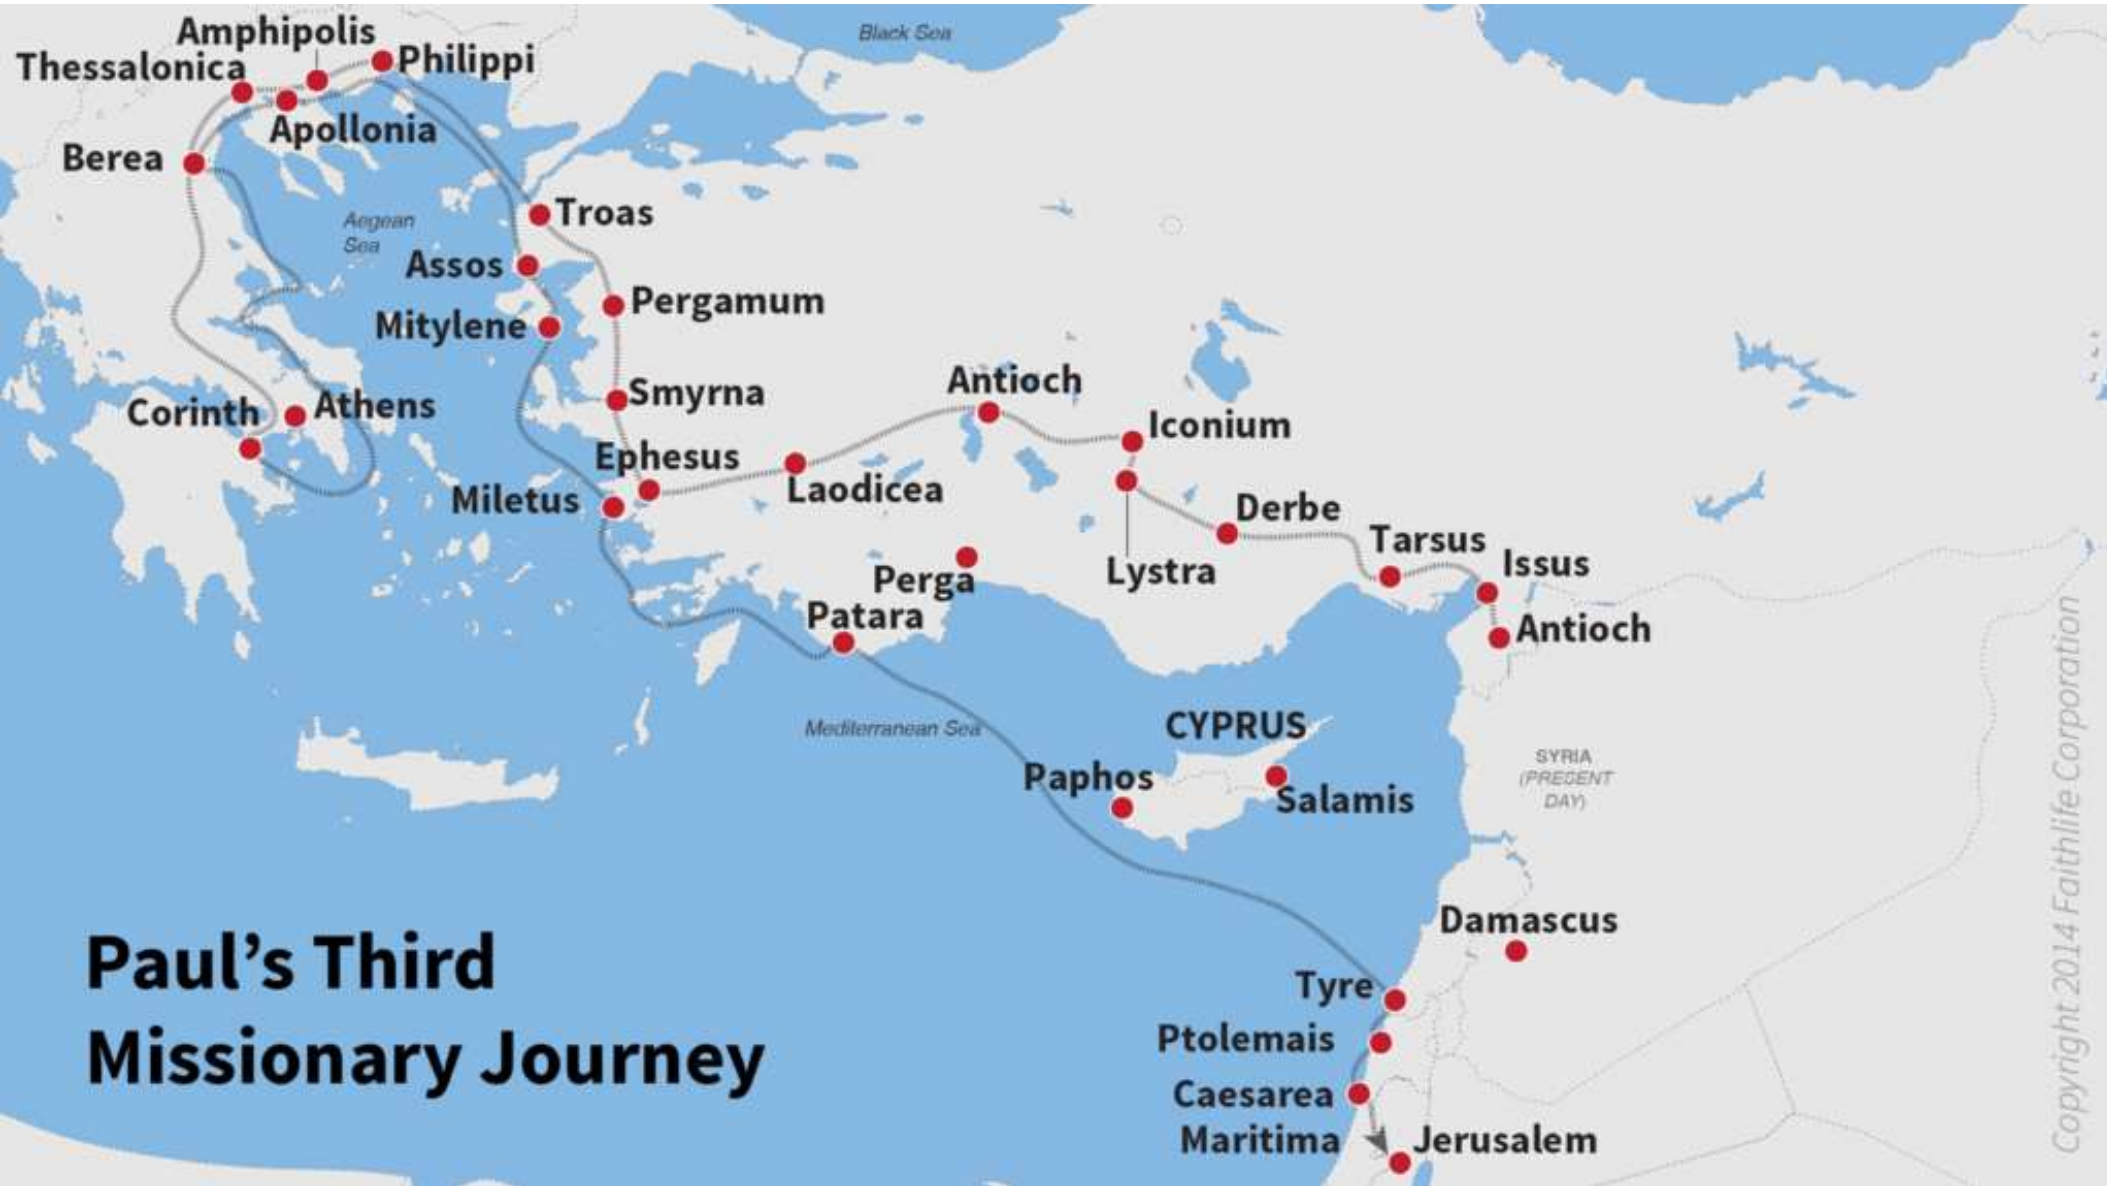 Black Sea
Amphipolis
Thessalonica
Philippi
Apollonia
Berea
Troas
Aegean
Sea
Assos
Pergamum
Mitylene
Antioch
Smyrna
Corinth
Athens
Iconium
Ephesus
Laodicea
Miletus
Derbe
Tarsus
Issus
Lystra
Perga
Patara
Antioch
Mediterranean Sea
CYPRUS
SYRIA
(PRESENT
DAY)
Paphos
Salamis
Damascus
Paul’s Third
Missionary Journey
Tyre
Ptolemais
Caesarea
Maritima
Jerusalem
Copyright 2014 Faithlife Corporation